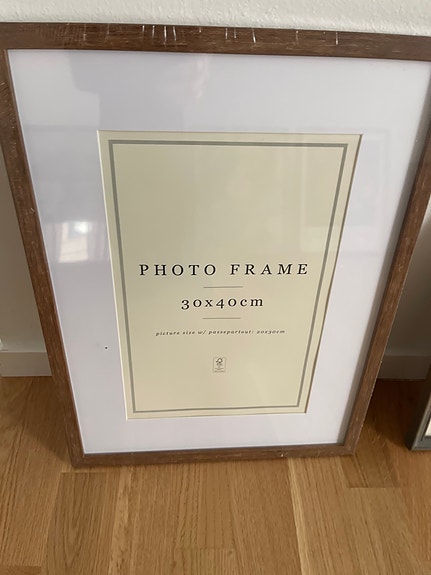 PHOTO FRAME
30x40cm
picture size w/ passepartout: 20x30cm